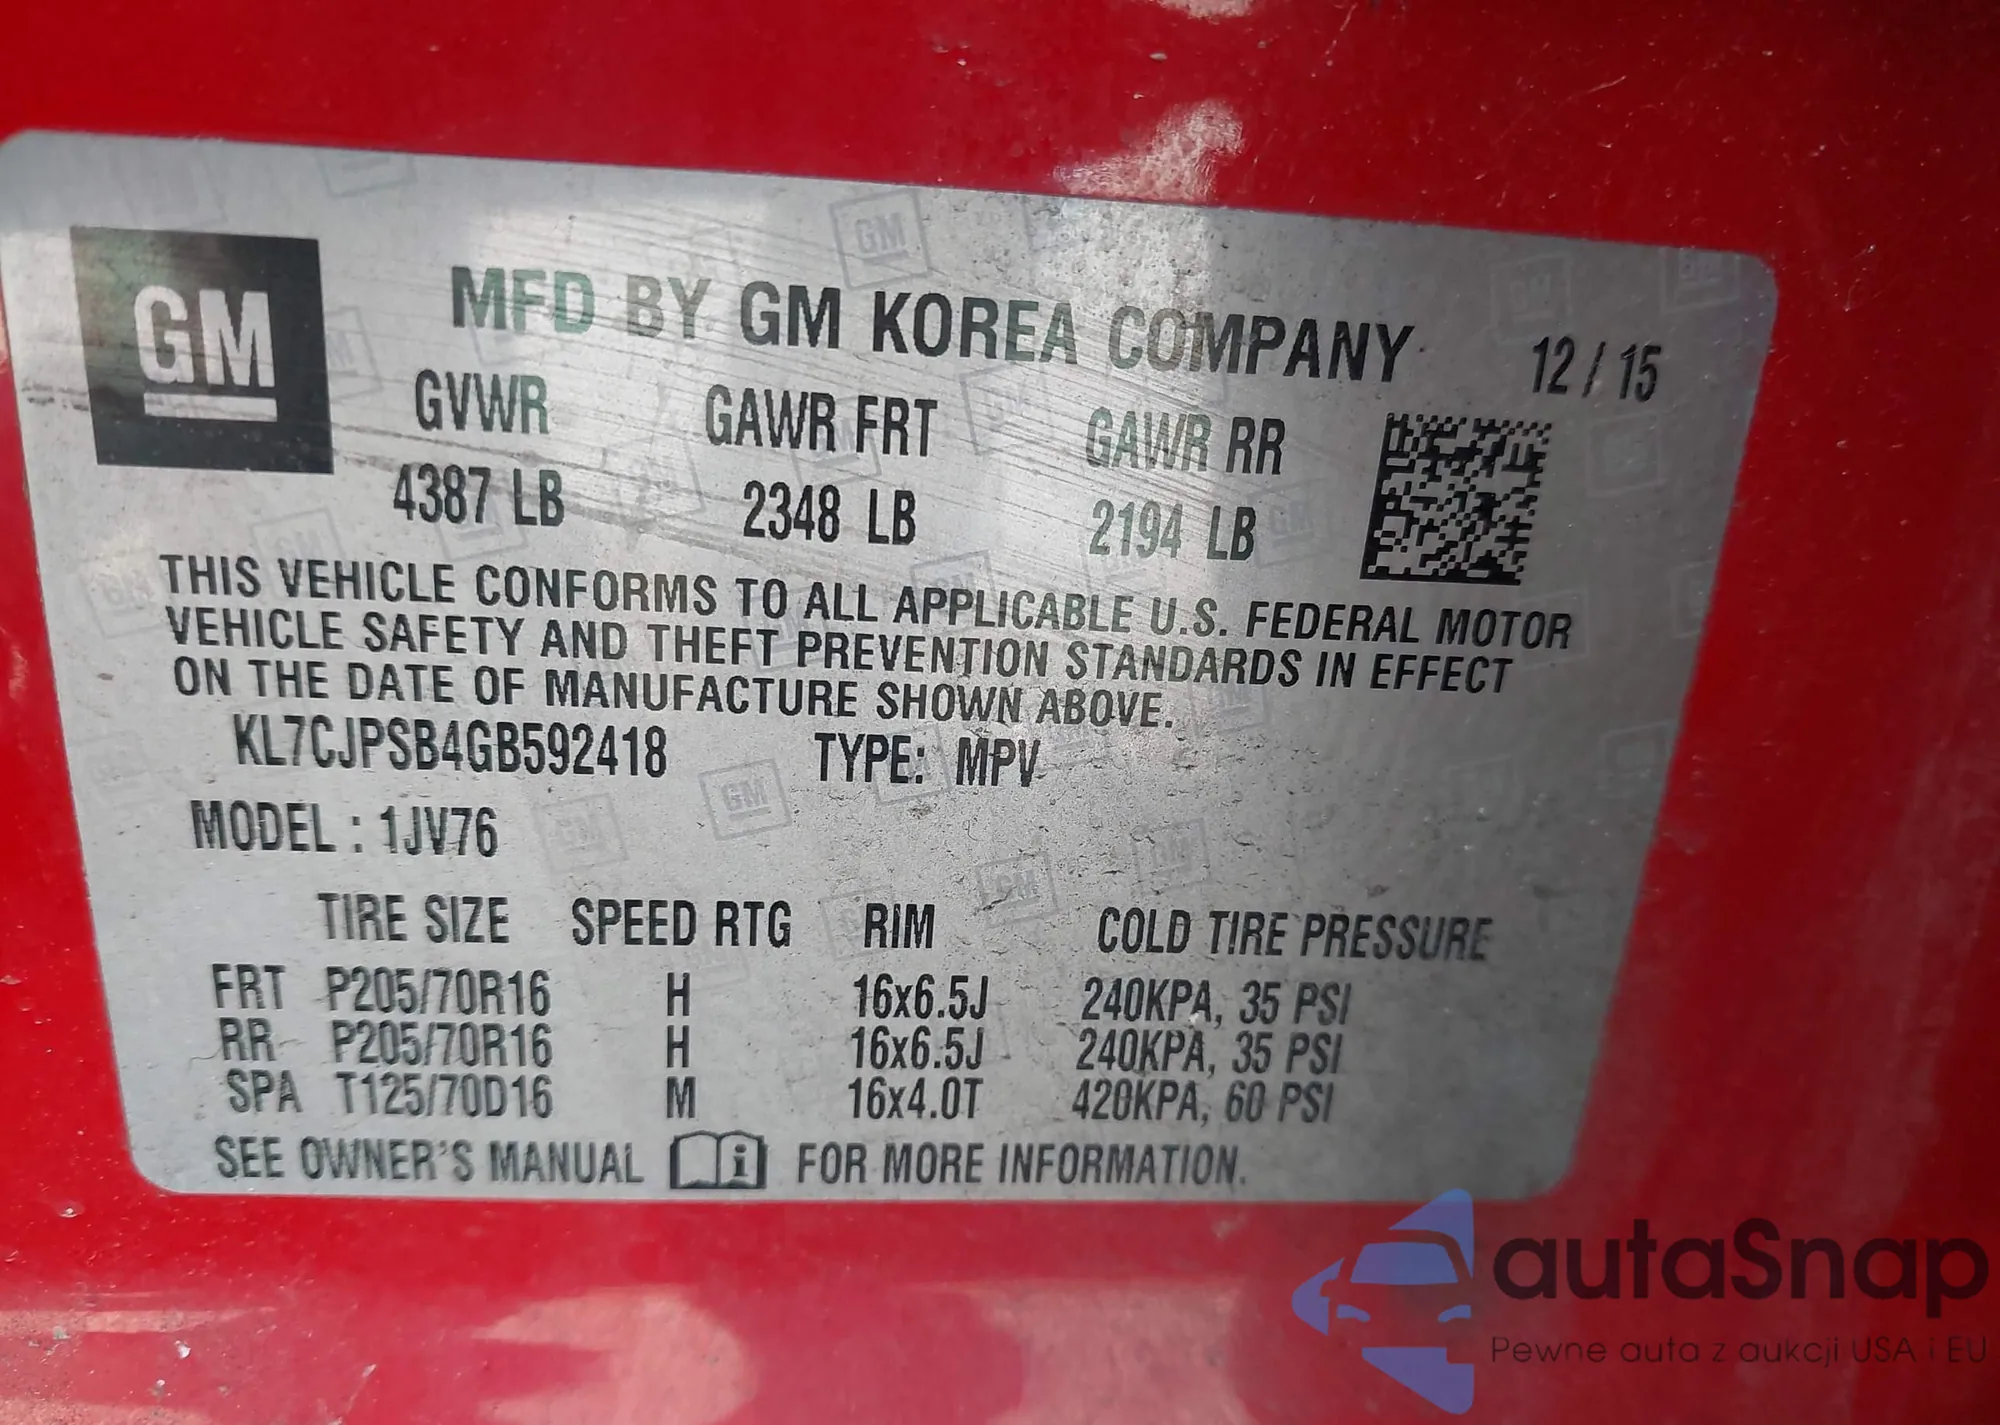 GM
MFD BY GM KOREA COMPANY 12 / 15
GVWR GAWR FRT GAWR RR
4387 LB 2348 LB 2194 LB
THIS VEHICLE CONFORMS TO ALL APPLICABLE U.S. FEDERAL MOTOR
VEHICLE SAFETY AND THEFT PREVENTION STANDARDS IN EFFECT
ON THE DATE OF MANUFACTURE SHOWN ABOVE.
KL7CJPSB4GB592418 TYPE: MPV
MODEL : 1JV76
TIRE SIZE SPEED RTG RIM COLD TIRE PRESSURE
FRT P205/70R16 H 16x6.5J 240KPA, 35 PSI
RR P205/70R16 H 16x6.5J 240KPA, 35 PSI
SPA T125/70D16 M 16x4.0T 420KPA, 60 PSI
SEE OWNER'S MANUAL i FOR MORE INFORMATION.
autaSnap
Pewne auta z aukcji USA i EU